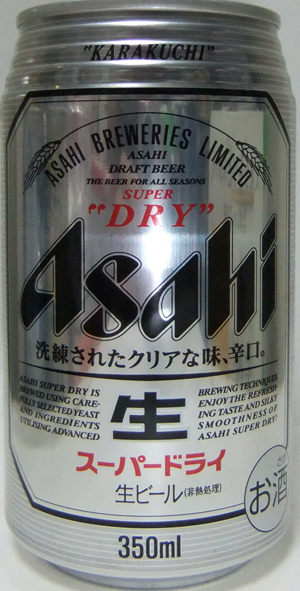 "KARAKUCHI"
ASAHI BREWERIES LIMITED
ASAHI
DRAFT BEER
THE BEER FOR ALL SEASONS
SUPER
"DRY"
Asahi
洗練されたクリアな味、辛口。
ASAHI SUPER DRY IS
BREWED USING CARE-
FULLY SELECTED YEAST
AND INGREDIENTS
UTILISING ADVANCED
BREWING TECHNIQUES.
ENJOY THE REFRESH-
ING TASTE AND SILKY
SMOOTHNESS OF
ASAHI SUPER DRY!
生
スーパードライ
生ビール(非熱処理)
お酒
350ml